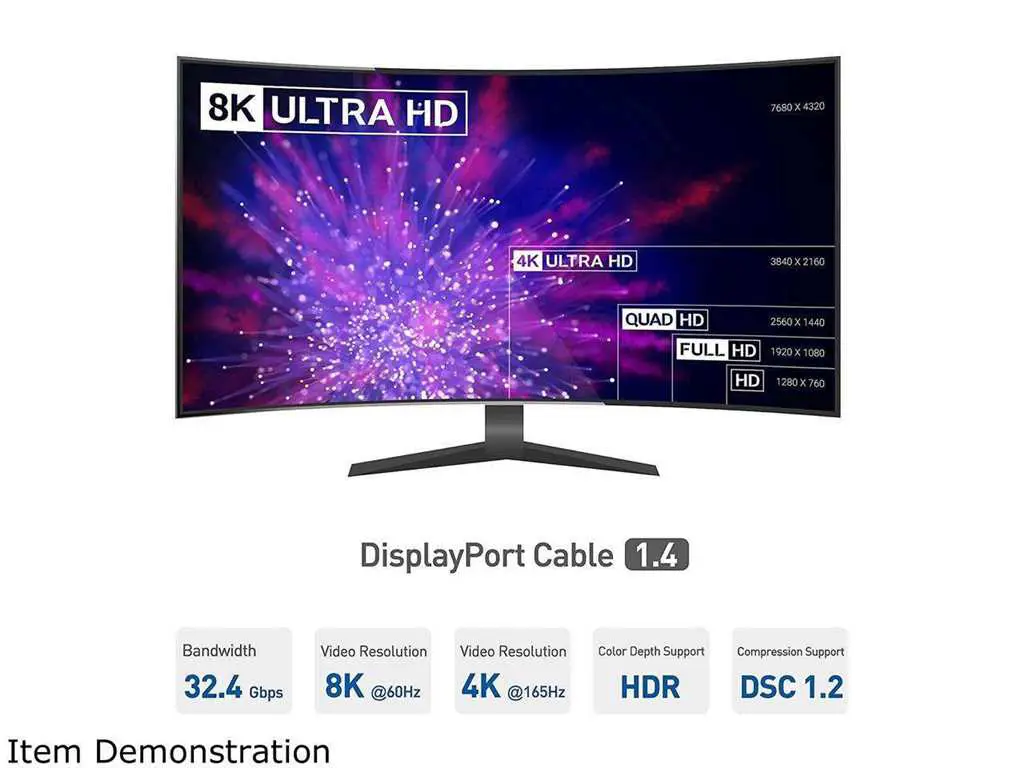 8K ULTRA HD
7680 X 4320
4K ULTRA HD
3840 X 2160
QUAD HD
2560 X 1440
FULL HD
1920 X 1080
HD
1280 X 760
DisplayPort Cable 1.4
Bandwidth
32.4 Gbps
Video Resolution
8K @60Hz
Video Resolution
4K @165Hz
Color Depth Support
HDR
Compression Support
DSC 1.2
Item Demonstration